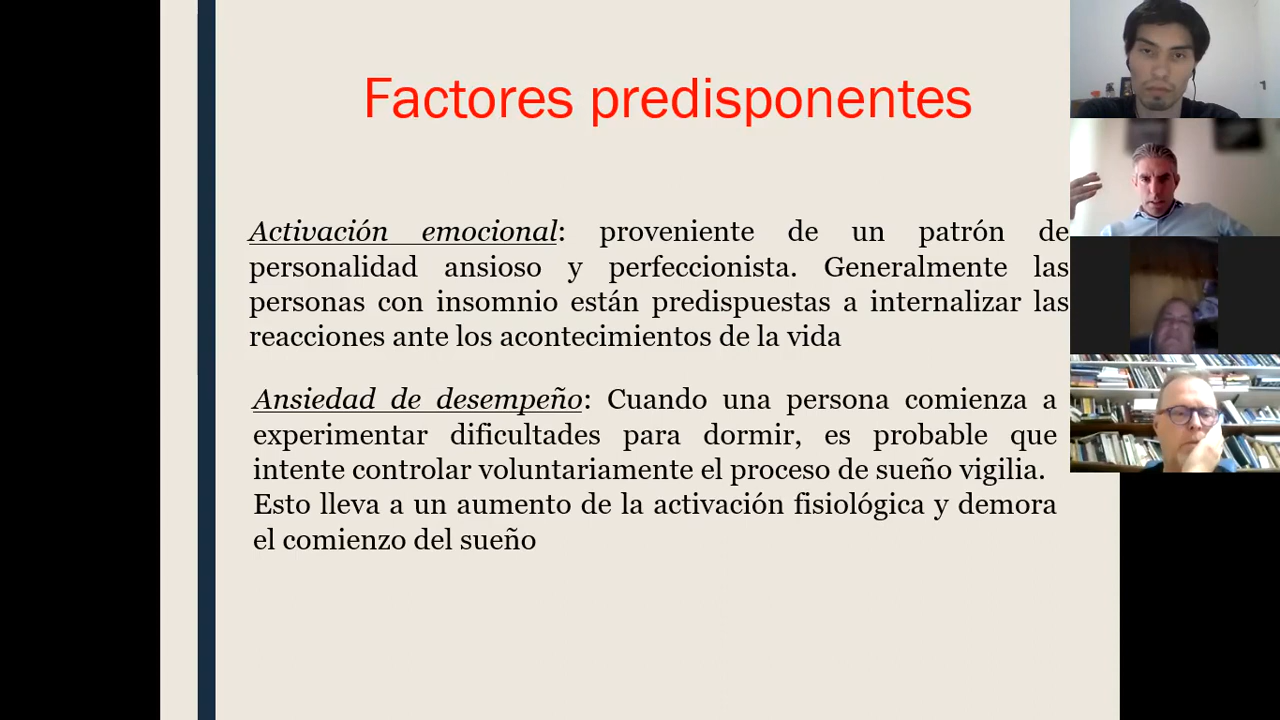 Factores predisponentes
Activación emocional: proveniente de un patrón de
personalidad ansioso y perfeccionista. Generalmente las
personas con insomnio están predispuestas a internalizar las
reacciones ante los acontecimientos de la vida
Ansiedad de desempeño: Cuando una persona comienza a
experimentar dificultades para dormir, es probable que
intente controlar voluntariamente el proceso de sueño vigilia.
Esto lleva a un aumento de la activación fisiológica y demora
el comienzo del sueño